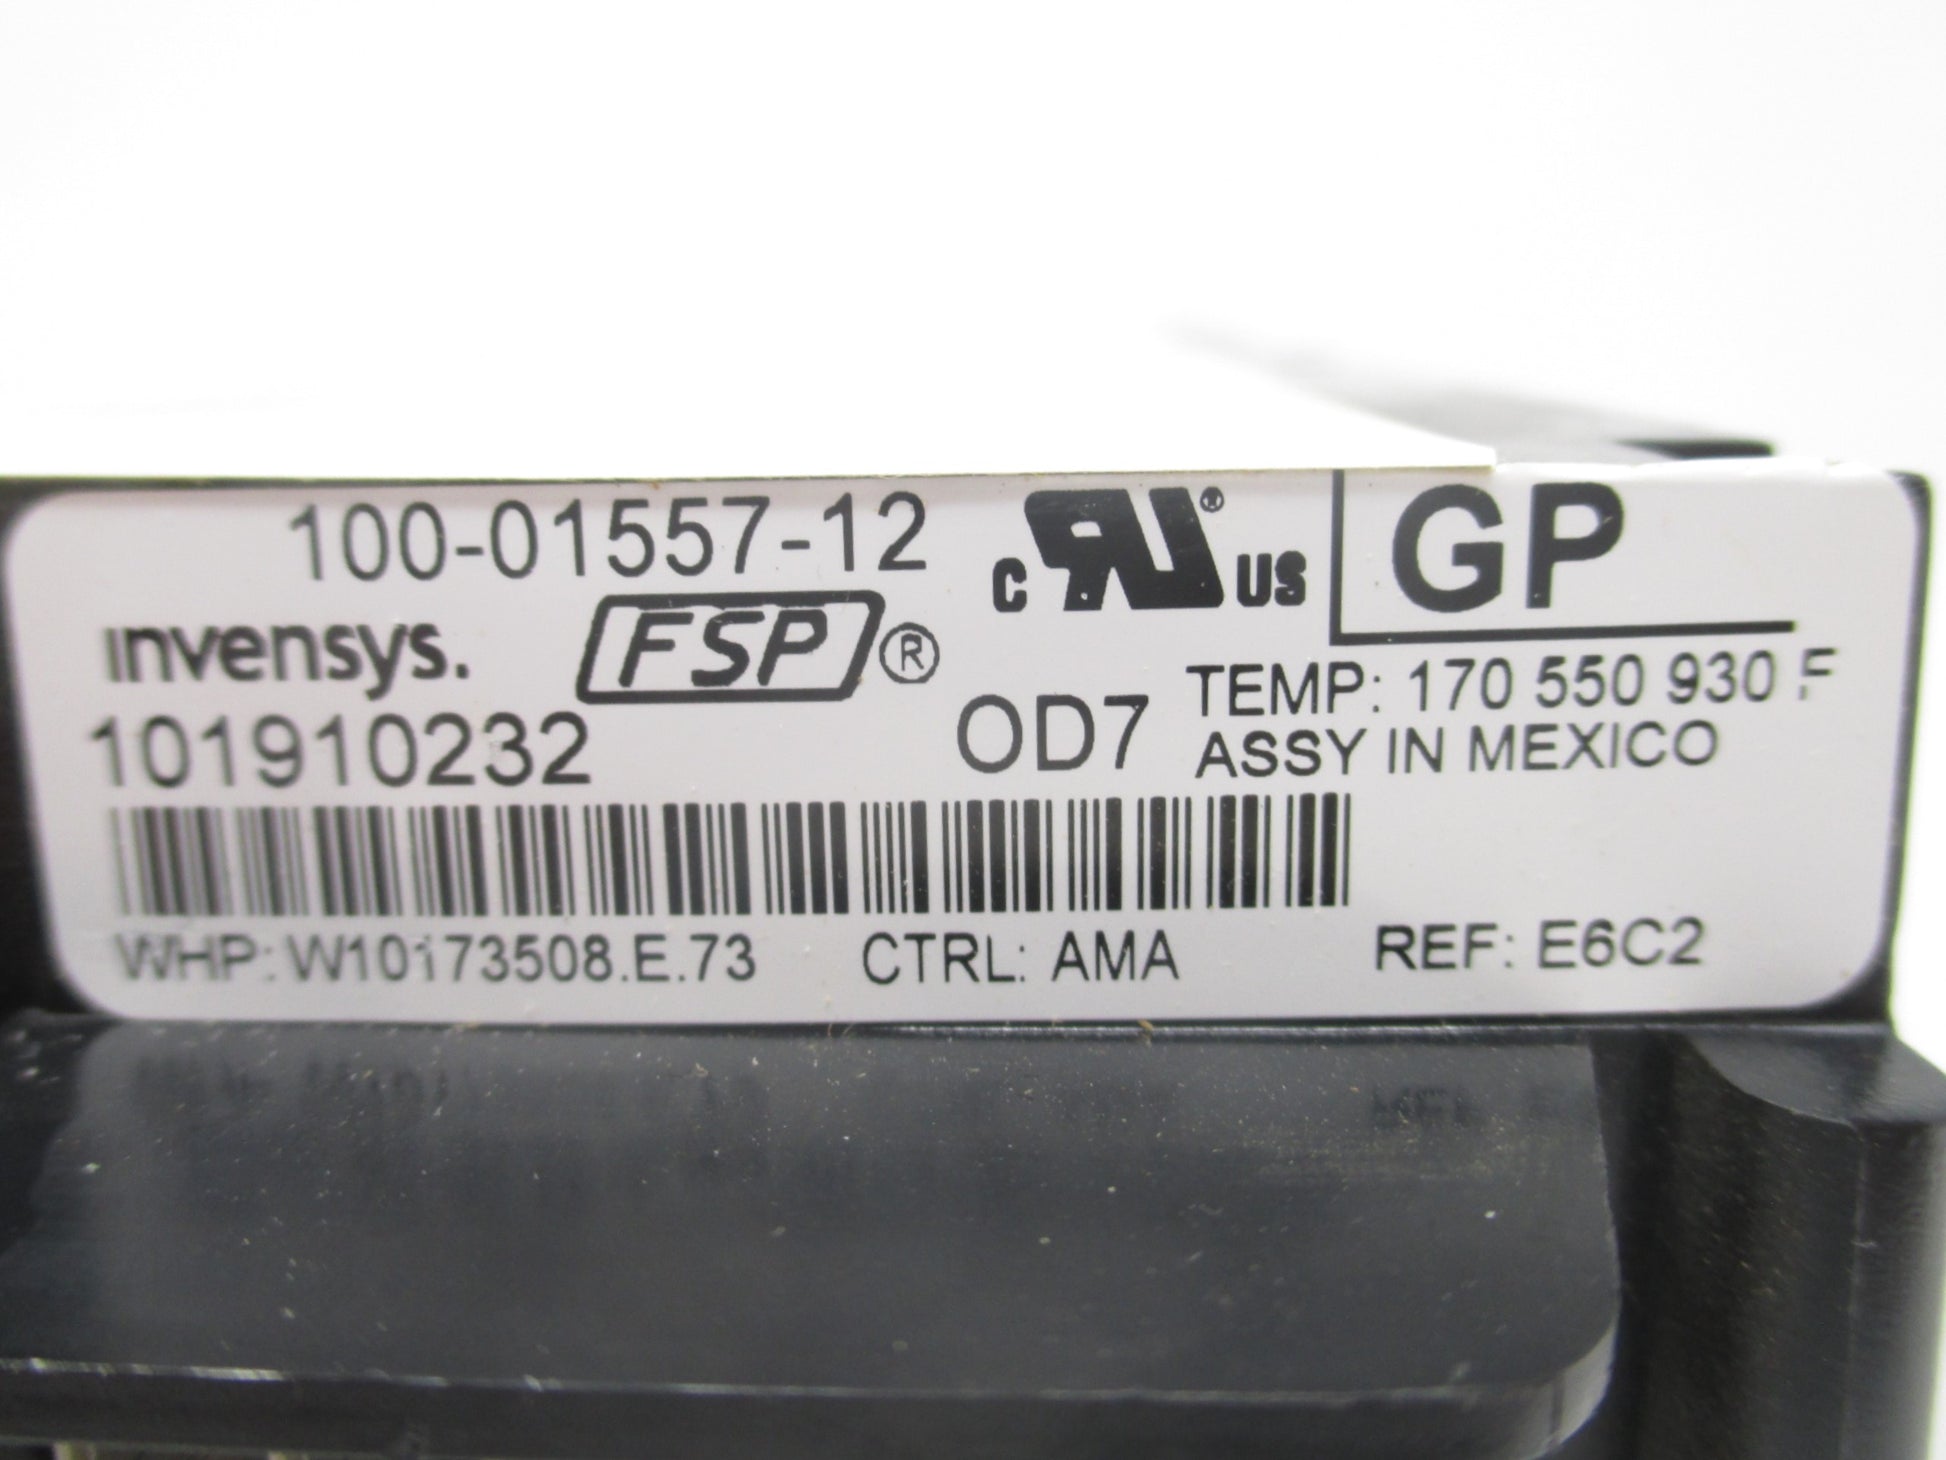 100-01557-12
c RU ® US
GP
invensys.
FSP ®
101910232
OD7
TEMP: 170 550 930 F
ASSY IN MEXICO
WHP: W10173508.E.73
CTRL: AMA
REF: E6C2